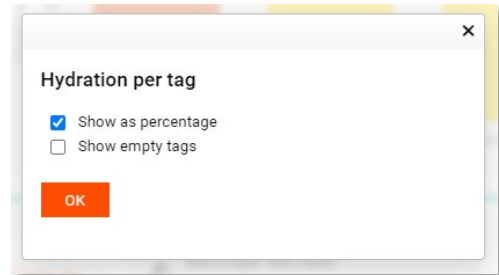 Hydration per tag
Show as percentage
Show empty tags
OK